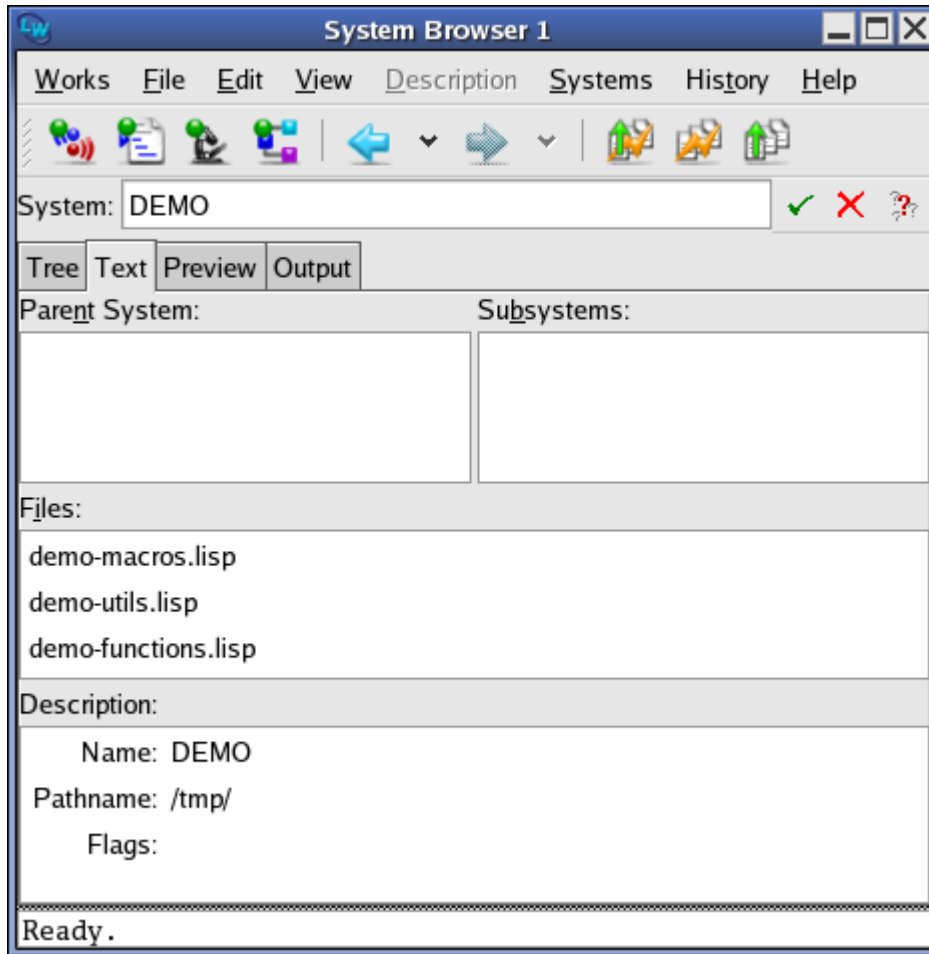 LW System Browser 1
Works File Edit View Description Systems History Help
System: DEMO
Tree Text Preview Output
Parent System: Subsystems:
Files:
demo-macros.lisp
demo-utils.lisp
demo-functions.lisp
Description:
Name: DEMO
Pathname: /tmp/
Flags:
Ready.